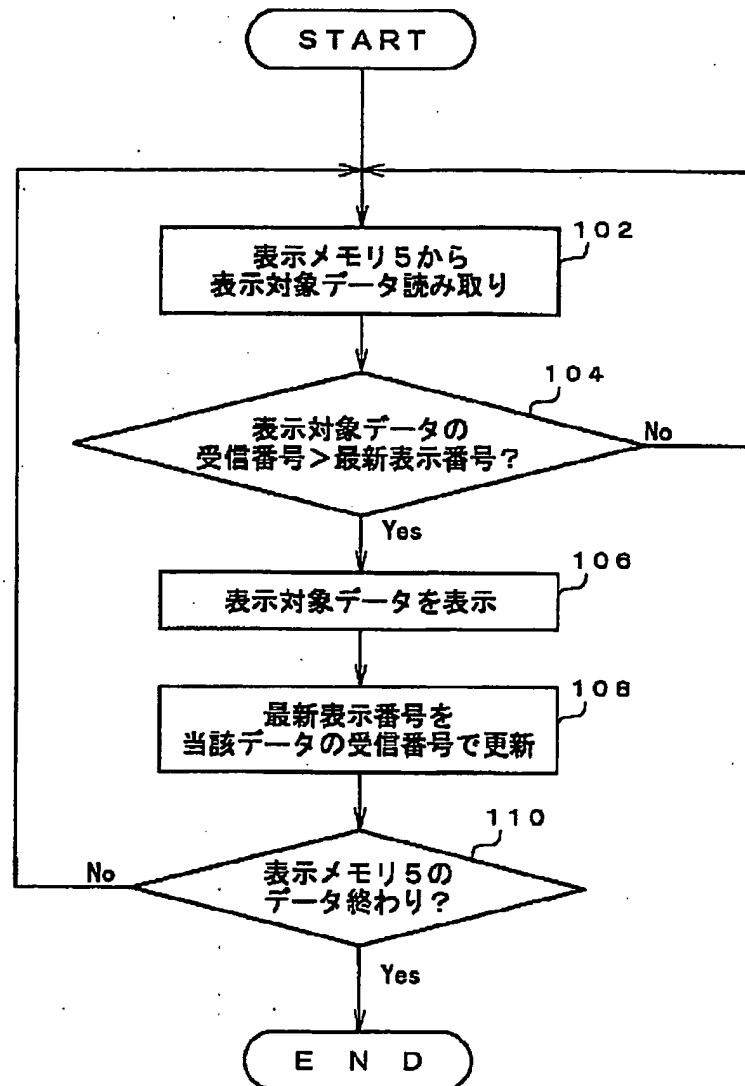 START
102
表示メモリ5から
表示対象データ読み取り
104
表示対象データの
受信番号>最新表示番号?
No
Yes
106
表示対象データを表示
108
最新表示番号を
当該データの受信番号で更新
110
表示メモリ5の
データ終わり?
No
Yes
END